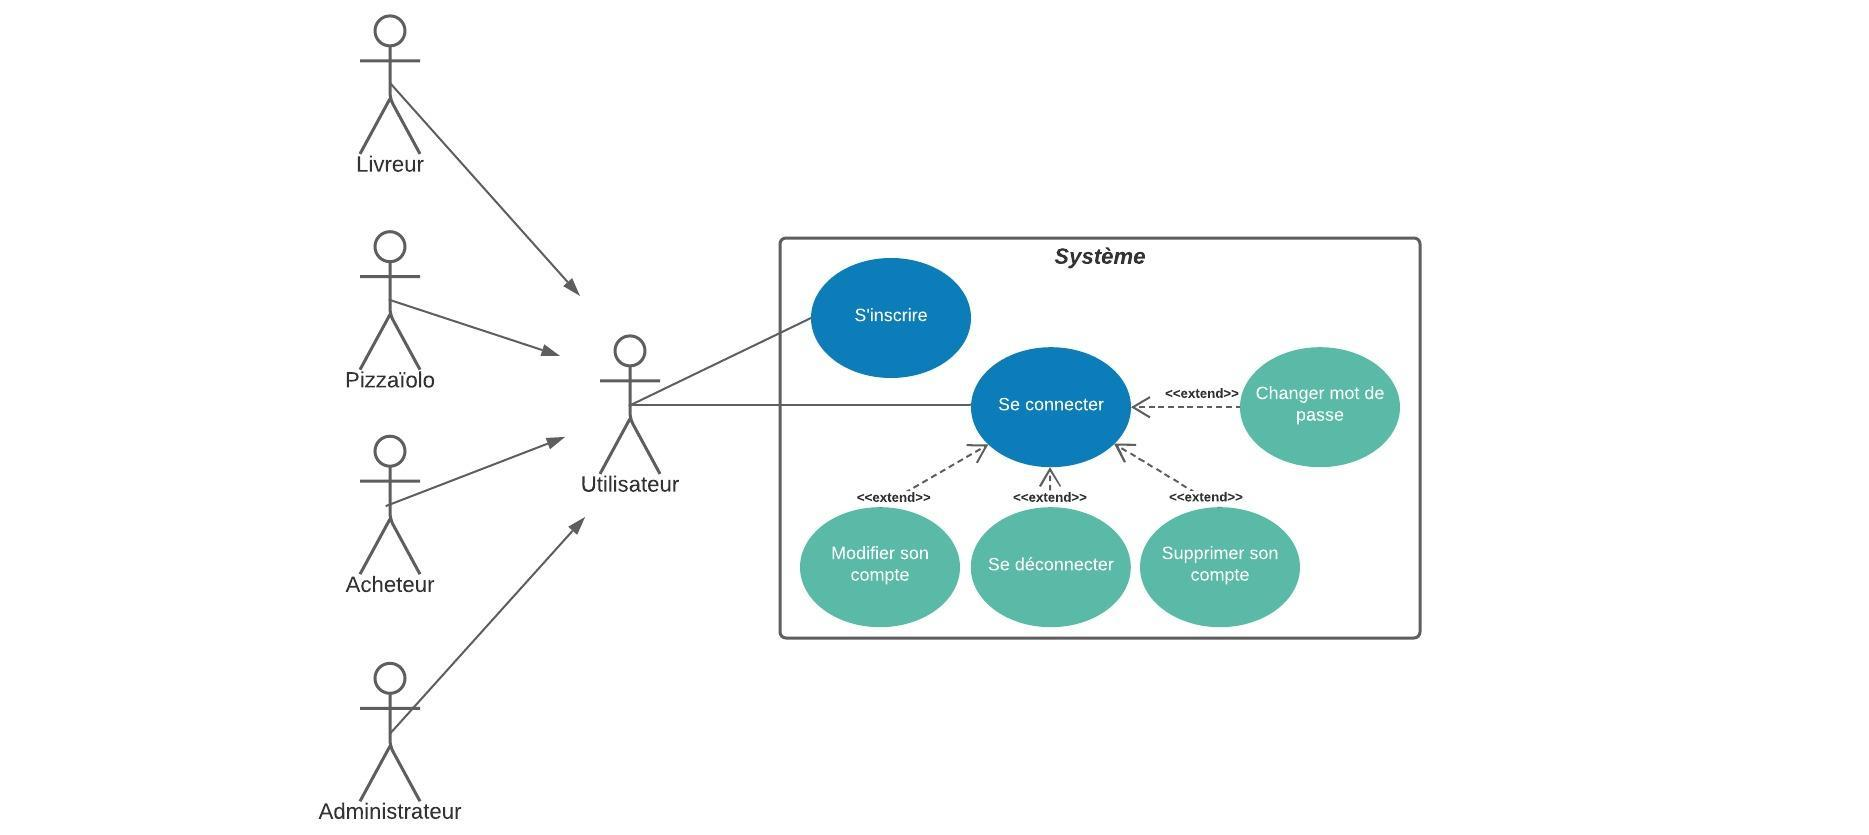 Livreur
Pizzaïolo
Acheteur
Administrateur
Utilisateur
Système
S'inscrire
Se connecter
<<extend>>
Changer mot de
passe
<<extend>>
<<extend>>
<<extend>>
Modifier son
compte
Se déconnecter
Supprimer son
compte